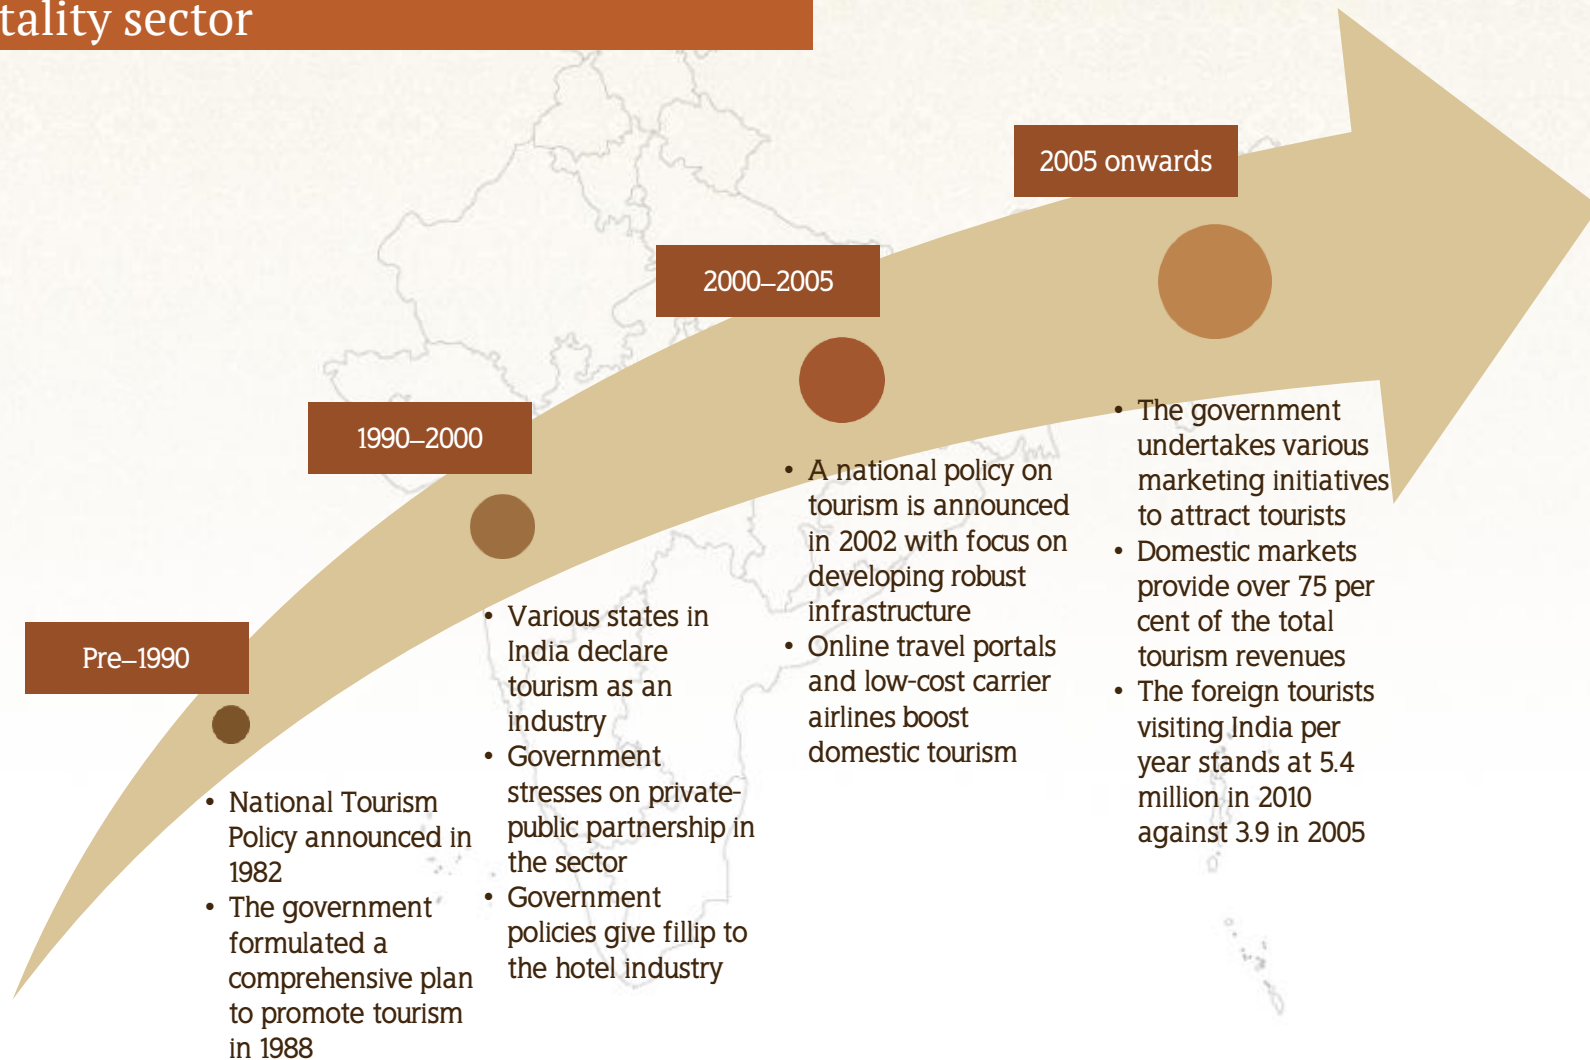 tality sector
2005 onwards
2000–2005
1990–2000
Pre–1990
• National Tourism
Policy announced in
1982
• The government
formulated a
comprehensive plan
to promote tourism
in 1988
• Various states in
India declare
tourism as an
industry
• Government
stresses on private-
public partnership in
the sector
• Government
policies give fillip to
the hotel industry
• A national policy on
tourism is announced
in 2002 with focus on
developing robust
infrastructure
• Online travel portals
and low-cost carrier
airlines boost
domestic tourism
• The government
undertakes various
marketing initiatives
to attract tourists
• Domestic markets
provide over 75 per
cent of the total
tourism revenues
• The foreign tourists
visiting India per
year stands at 5.4
million in 2010
against 3.9 in 2005